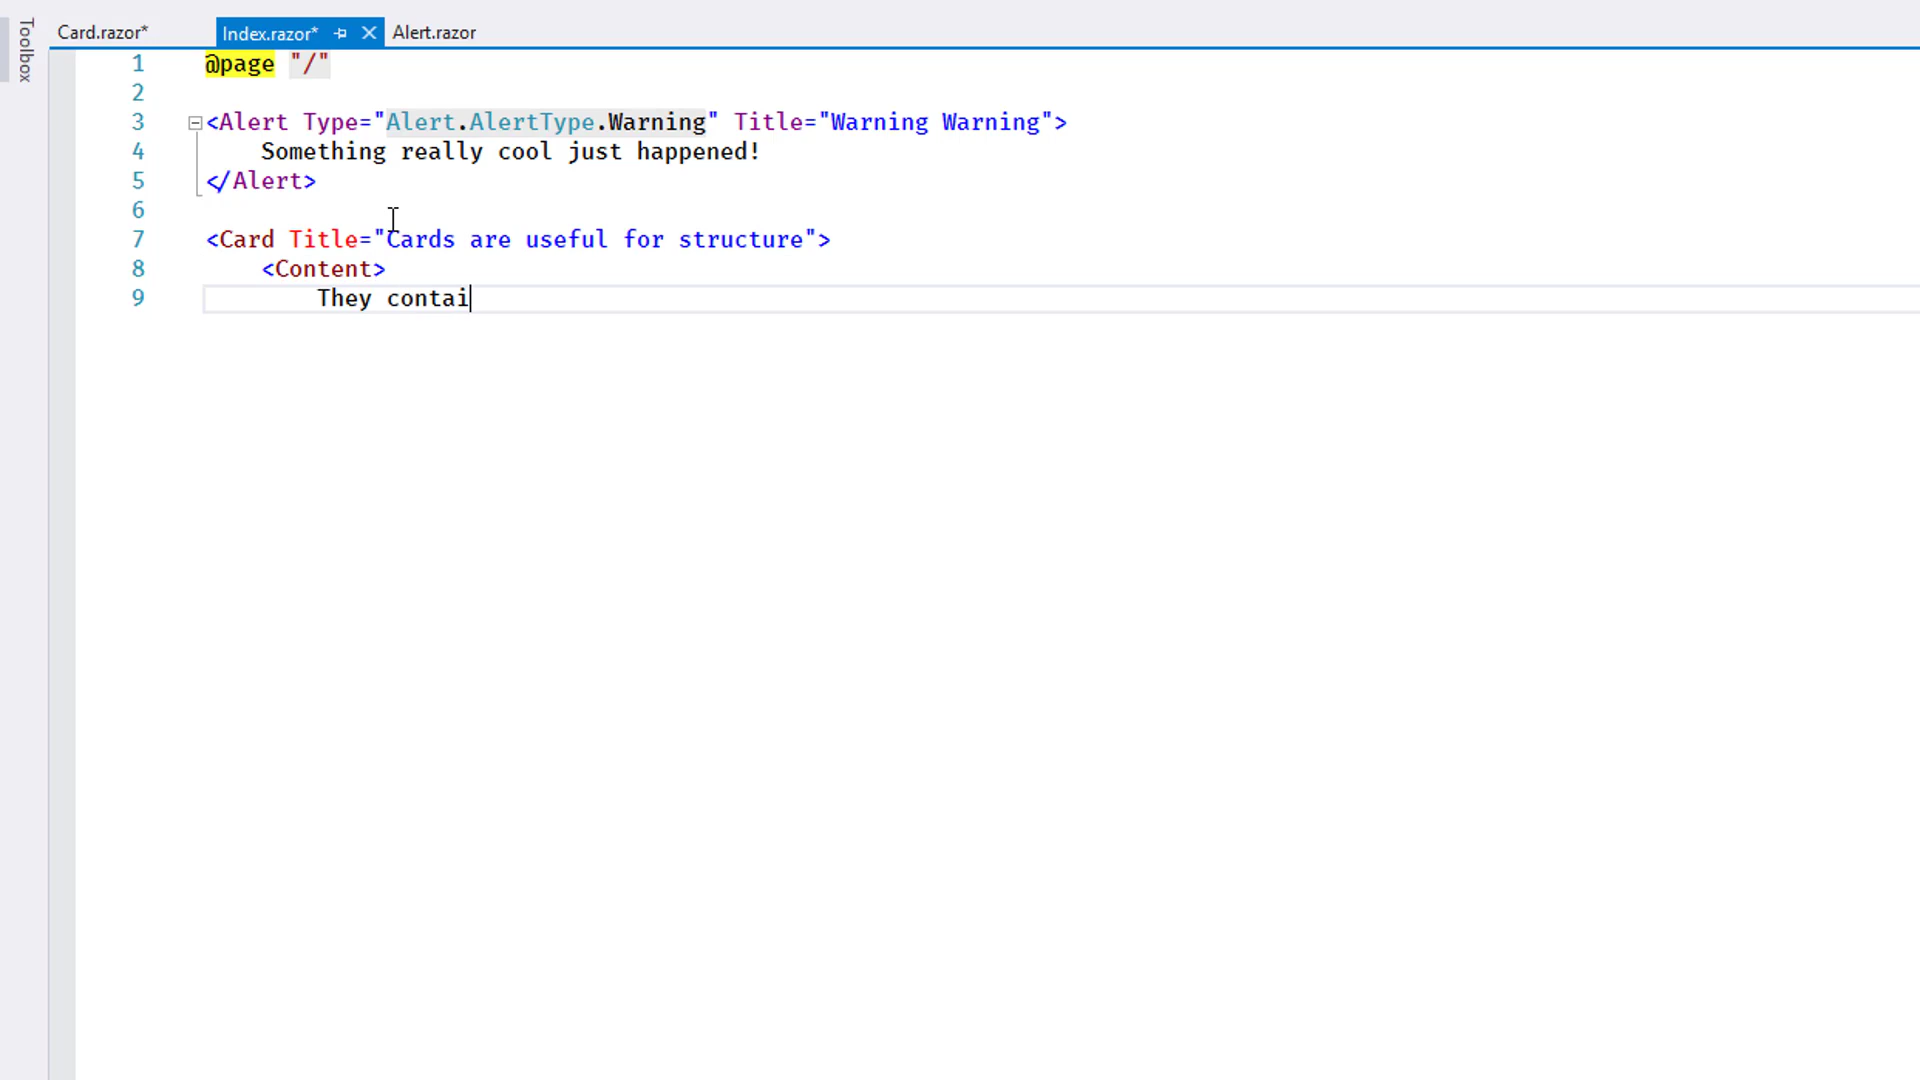 Toolbox
Card.razor*
Index.razor*
Alert.razor
1 @page "/"
2
3 <Alert Type="Alert.AlertType.Warning" Title="Warning Warning">
4 Something really cool just happened!
5 </Alert>
6
7 <Card Title="Cards are useful for structure">
8 <Content>
9 They contai